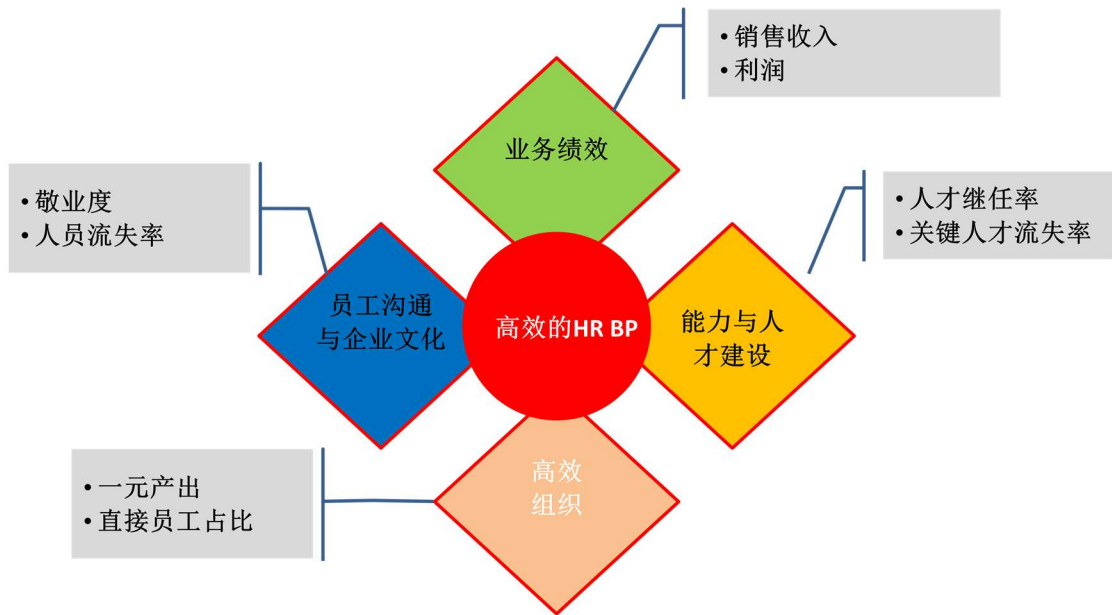 • 销售收入
• 利润
业务绩效
• 敬业度
• 人员流失率
• 人才继任率
• 关键人才流失率
员工沟通
与企业文化
高效的HR BP
能力与人
才建设
高效
组织
• 一元产出
• 直接员工占比